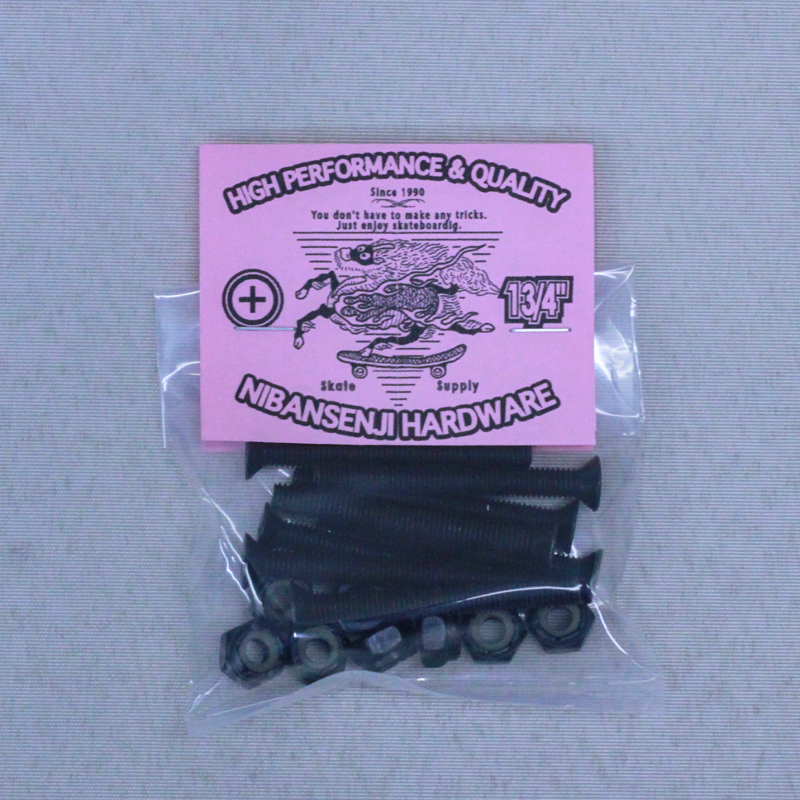 HIGH PERFORMANCE & QUALITY
Since 1990
You don't have to make any tricks.
Just enjoy skateboardig.
1 3/4"
Skate Supply
NIBANSENJI HARDWARE